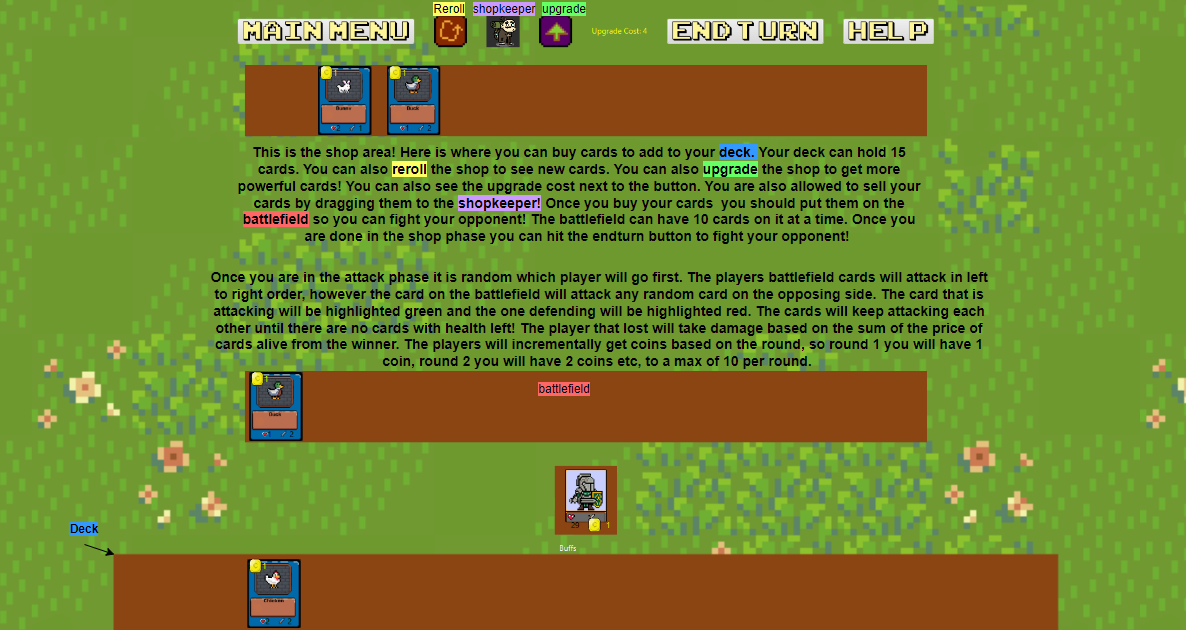 Reroll shopkeeper upgrade
MAIN MENU Upgrade Cost: 4 END TURN HELP
1 1
Duck
This is the shop area! Here is where you can buy cards to add to your deck. Your deck can hold 15
cards. You can also reroll the shop to see new cards. You can also upgrade the shop to get more
powerful cards! You can also see the upgrade cost next to the button. You are also allowed to sell your
cards by dragging them to the shopkeeper! Once you buy your cards you should put them on the
battlefield so you can fight your opponent! The battlefield can have 10 cards on it at a time. Once you
are done in the shop phase you can hit the endturn button to fight your opponent!
Once you are in the attack phase it is random which player will go first. The players battlefield cards will attack in left
to right order, however the card on the battlefield will attack any random card on the opposing side. The card that is
attacking will be highlighted green and the one defending will be highlighted red. The cards will keep attacking each
other until there are no cards with health left! The player that lost will take damage based on the sum of the price of
cards alive from the winner. The players will incrementally get coins based on the round, so round 1 you will have 1
coin, round 2 you will have 2 coins etc, to a max of 10 per round.
battlefield
Duck
29 1
Deck
Buffs
Chicken